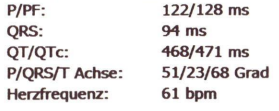 P/PF: 122/128 ms
QRS: 94 ms
QT/QTc: 468/471 ms
P/QRS/T Achse: 51/23/68 Grad
Herzfrequenz: 61 bpm